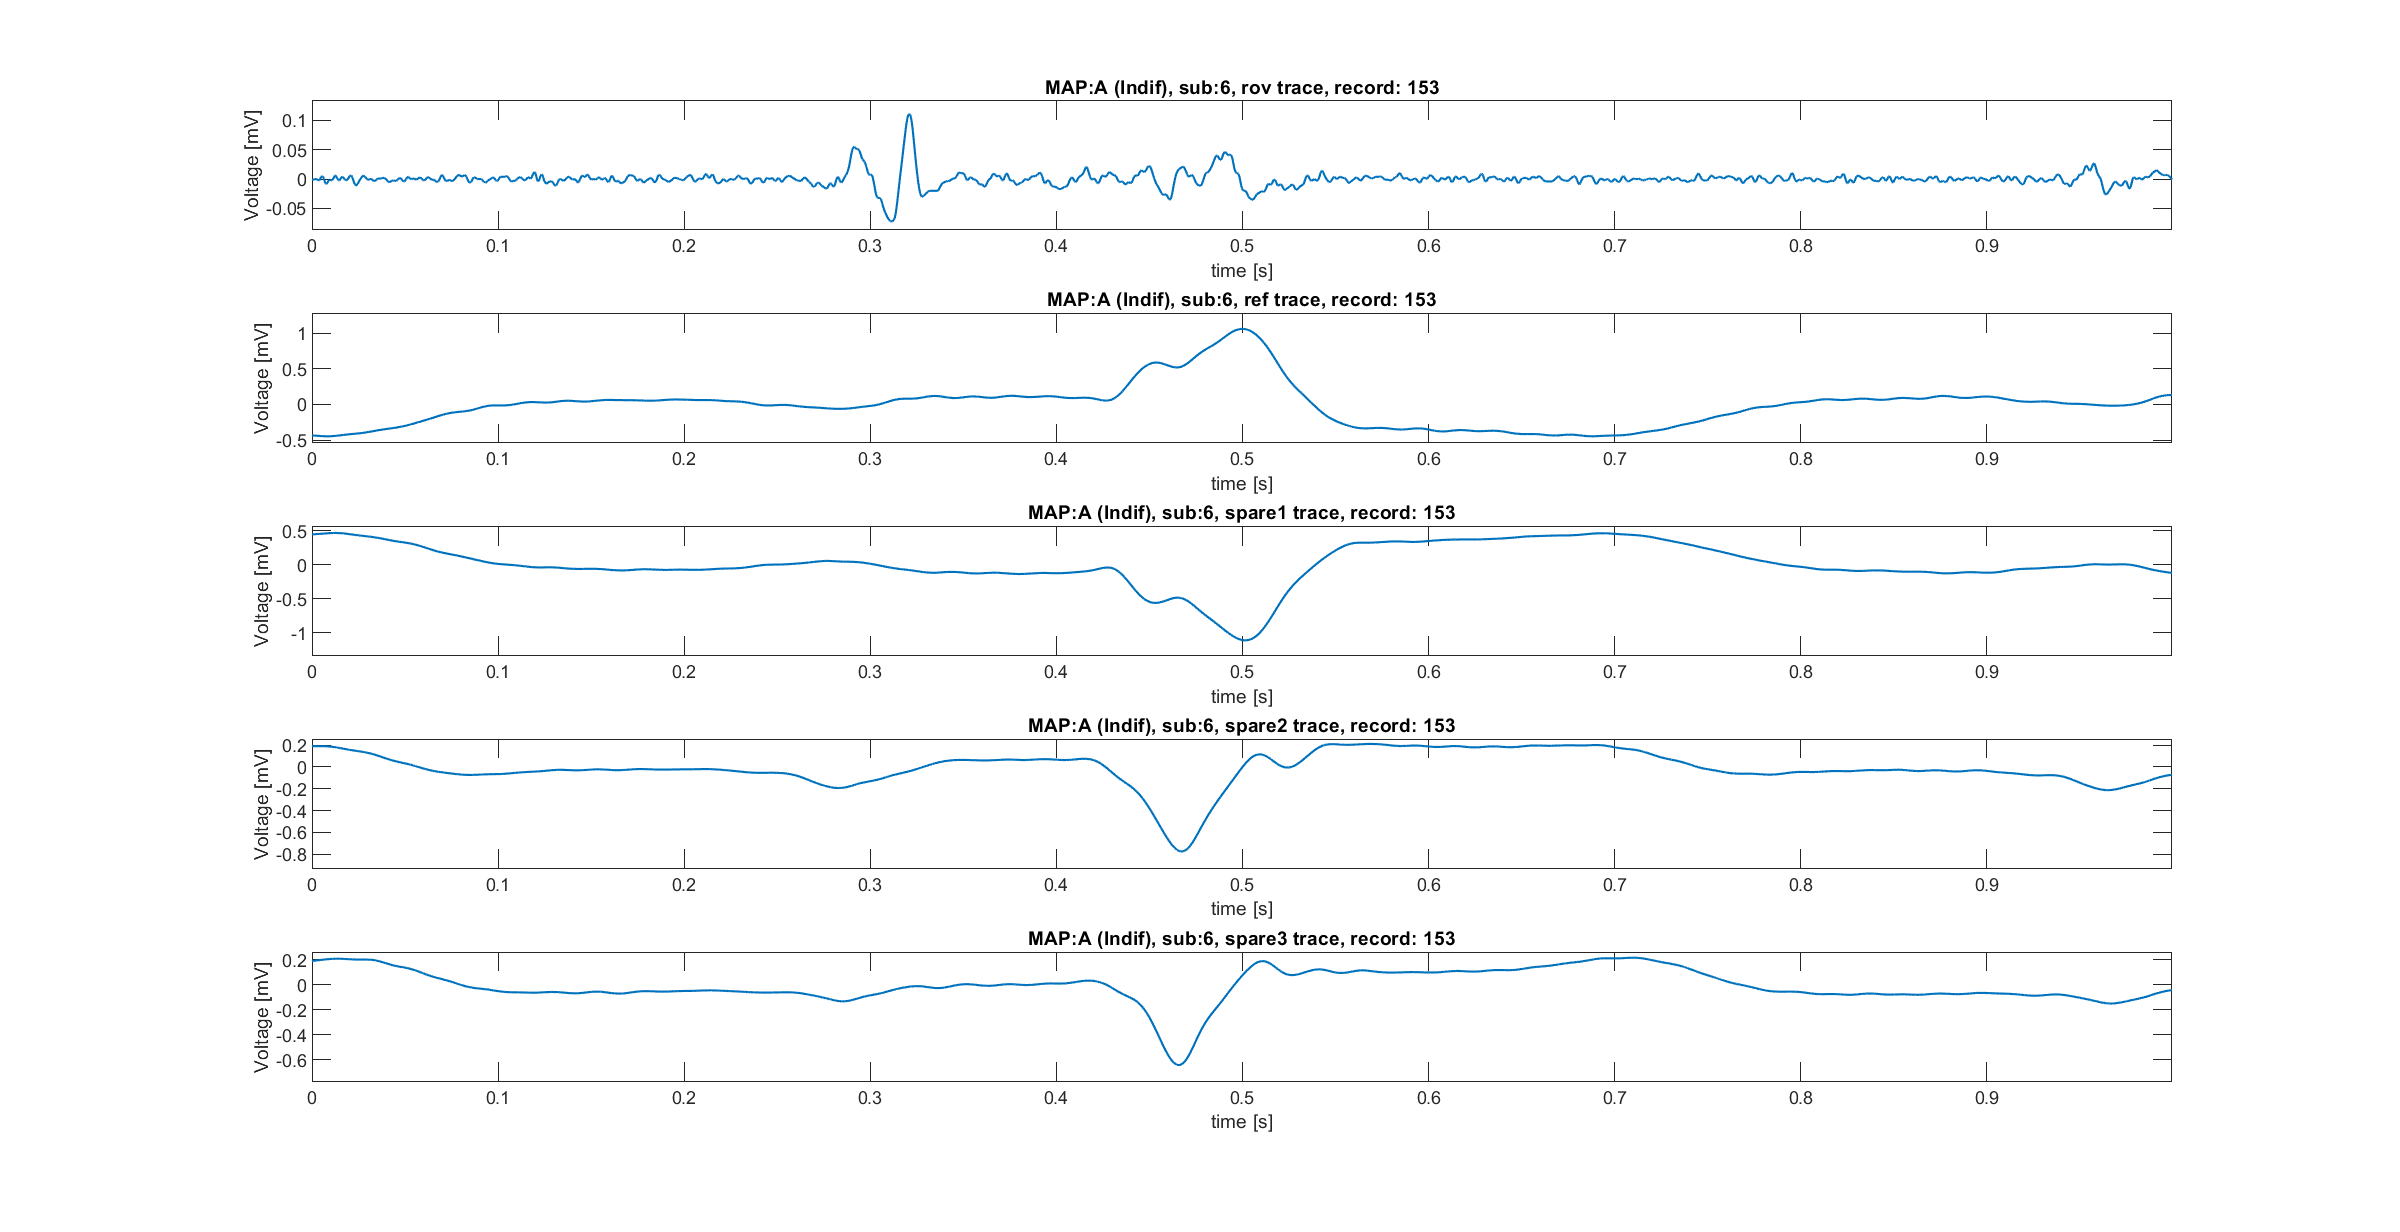 MAP:A (Indif), sub:6, rov trace, record: 153
Voltage [mV]
0.1
0.05
0
-0.05
0 0.1 0.2 0.3 0.4 0.5 0.6 0.7 0.8 0.9
time [s]
MAP:A (Indif), sub:6, ref trace, record: 153
Voltage [mV]
1
0.5
0
-0.5
0 0.1 0.2 0.3 0.4 0.5 0.6 0.7 0.8 0.9
time [s]
MAP:A (Indif), sub:6, spare1 trace, record: 153
Voltage [mV]
0.5
0
-0.5
-1
0 0.1 0.2 0.3 0.4 0.5 0.6 0.7 0.8 0.9
time [s]
MAP:A (Indif), sub:6, spare2 trace, record: 153
Voltage [mV]
0.2
0
-0.2
-0.4
-0.6
-0.8
0 0.1 0.2 0.3 0.4 0.5 0.6 0.7 0.8 0.9
time [s]
MAP:A (Indif), sub:6, spare3 trace, record: 153
Voltage [mV]
0.2
0
-0.2
-0.4
-0.6
0 0.1 0.2 0.3 0.4 0.5 0.6 0.7 0.8 0.9
time [s]